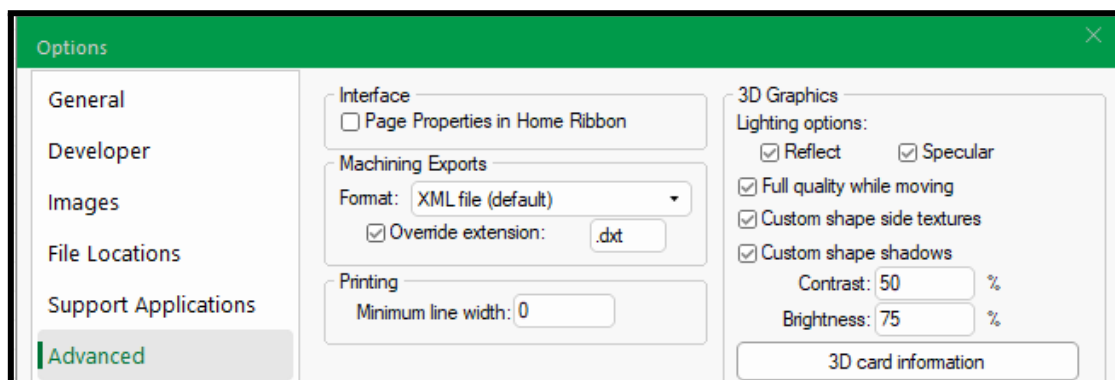 Options
General
Developer
Images
File Locations
Support Applications
Advanced
Interface
Page Properties in Home Ribbon
Machining Exports
Format: XML file (default)
Override extension: .dxt
Printing
Minimum line width: 0
3D Graphics
Lighting options:
Reflect Specular
Full quality while moving
Custom shape side textures
Custom shape shadows
Contrast: 50 %
Brightness: 75 %
3D card information